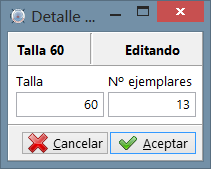 Detalle ...
Talla 60 Editando
Talla Nº ejemplares
60 13
Cancelar Aceptar